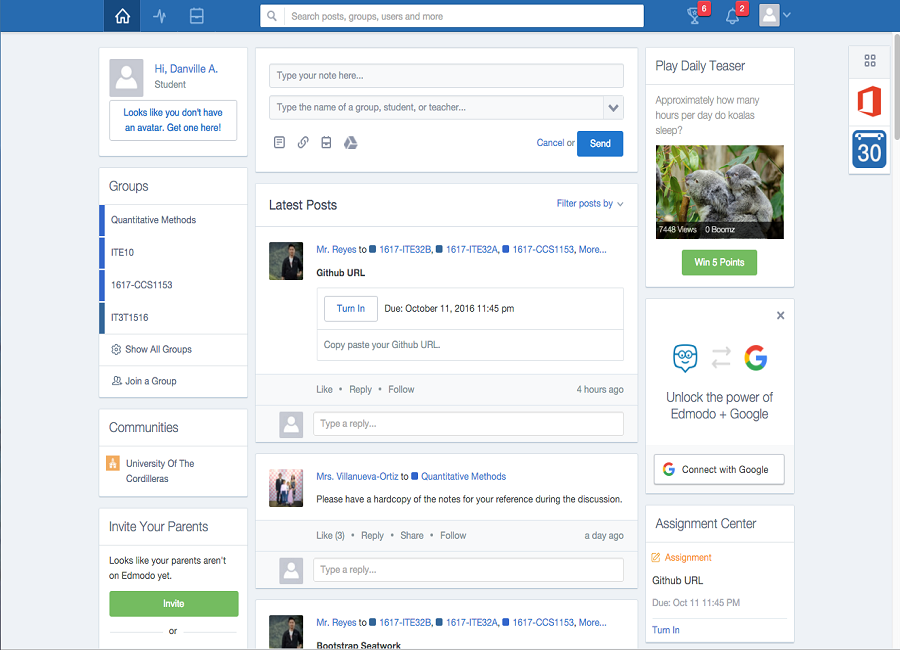 Search posts, groups, users and more
6
2
Hi, Danville A.
Student
Looks like you don't have
an avatar. Get one here!
Groups
Quantitative Methods
ITE10
1617-CCS1153
IT3T1516
Show All Groups
Join a Group
Communities
University Of The
Cordilleras
Invite Your Parents
Looks like your parents aren't
on Edmodo yet.
Invite
or
Type your note here...
Type the name of a group, student, or teacher...
Cancel or Send
Latest Posts
Filter posts by
Mr. Reyes to 1617-ITE32B, 1617-ITE32A, 1617-CCS1153, More...
Github URL
Turn In Due: October 11, 2016 11:45 pm
Copy paste your Github URL.
Like • Reply • Follow 4 hours ago
Type a reply...
Mrs. Villanueva-Ortiz to Quantitative Methods
Please have a hardcopy of the notes for your reference during the discussion.
Like (3) • Reply • Share • Follow a day ago
Type a reply...
Mr. Reyes to 1617-ITE32B, 1617-ITE32A, 1617-CCS1153, More...
Bootstrap Seatwork
Play Daily Teaser
Approximately how many
hours per day do koalas
sleep?
7448 Views 0 Boomz
Win 5 Points
Unlock the power of
Edmodo + Google
G Connect with Google
Assignment Center
Assignment
Github URL
Due: Oct 11 11:45 PM
Turn In
30